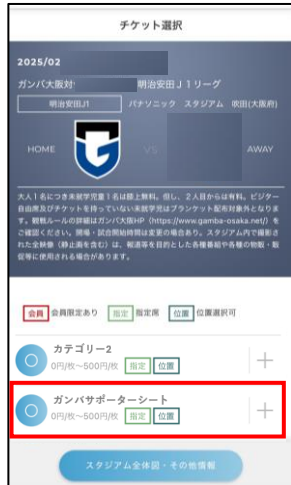 チケット選択
2025/02
ガンバ大阪対 明治安田Ｊ１リーグ
明治安田J1 パナソニック スタジアム 吹田(大阪府)
HOME VS AWAY
大人１名につき未就学児童１名は膝上無料。但し、２人目からは有料。ビジター
自由席及びチケットを持っていない未就学児はブランケット配布対象外となりま
す。観戦ルールの詳細はガンバ大阪HP（https://www.gamba-osaka.net/）を
ご確認ください。開場・試合開始時間は変更の場合あり。スタジアム内で撮影さ
れた全映像（静止画を含む）は、報道等を目的とした各種番組や各種の物販・販
促等に使用される場合があります。
会員 会員限定あり 指定 指定席 位置 位置選択可
カテゴリー2
0円/枚～500円/枚 指定 位置
ガンバサポーターシート
0円/枚～500円/枚 指定 位置
スタジアム全体図・その他情報